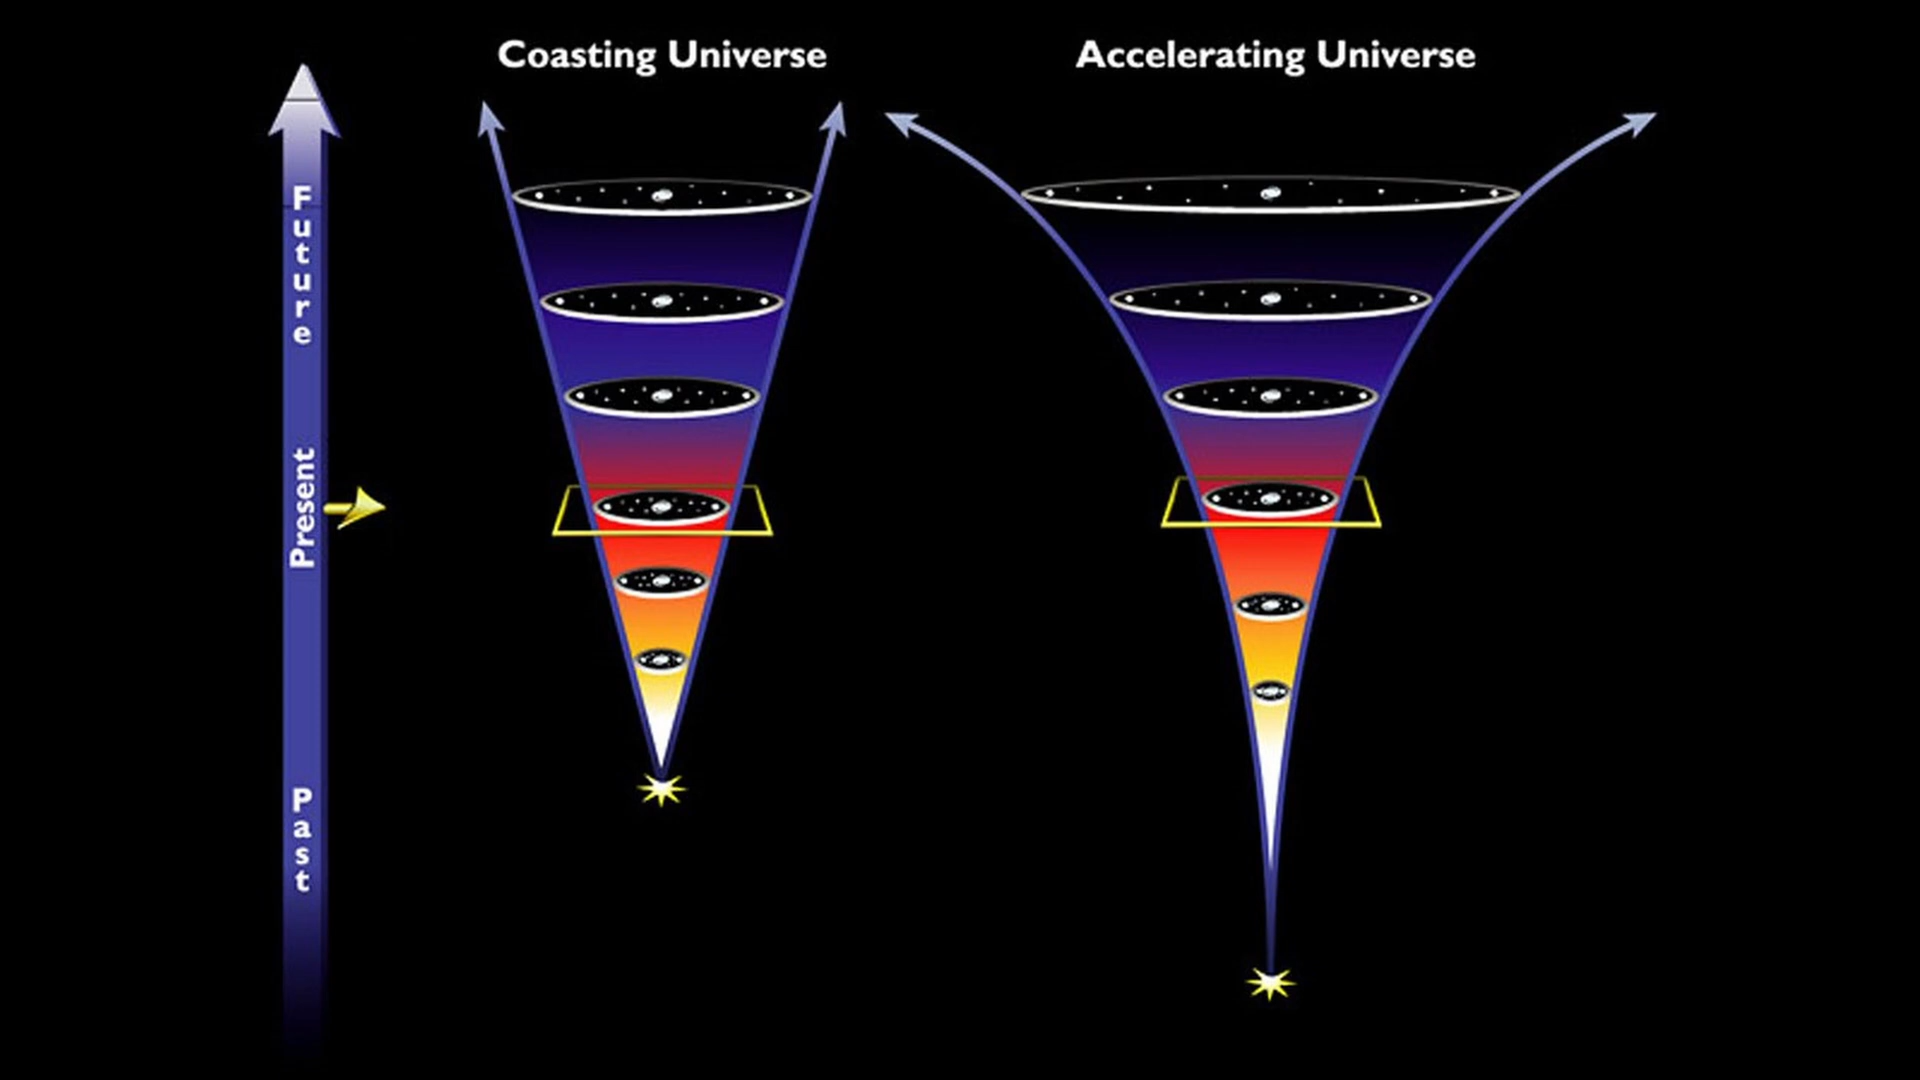 Coasting Universe
Accelerating Universe
Future
Present
Past